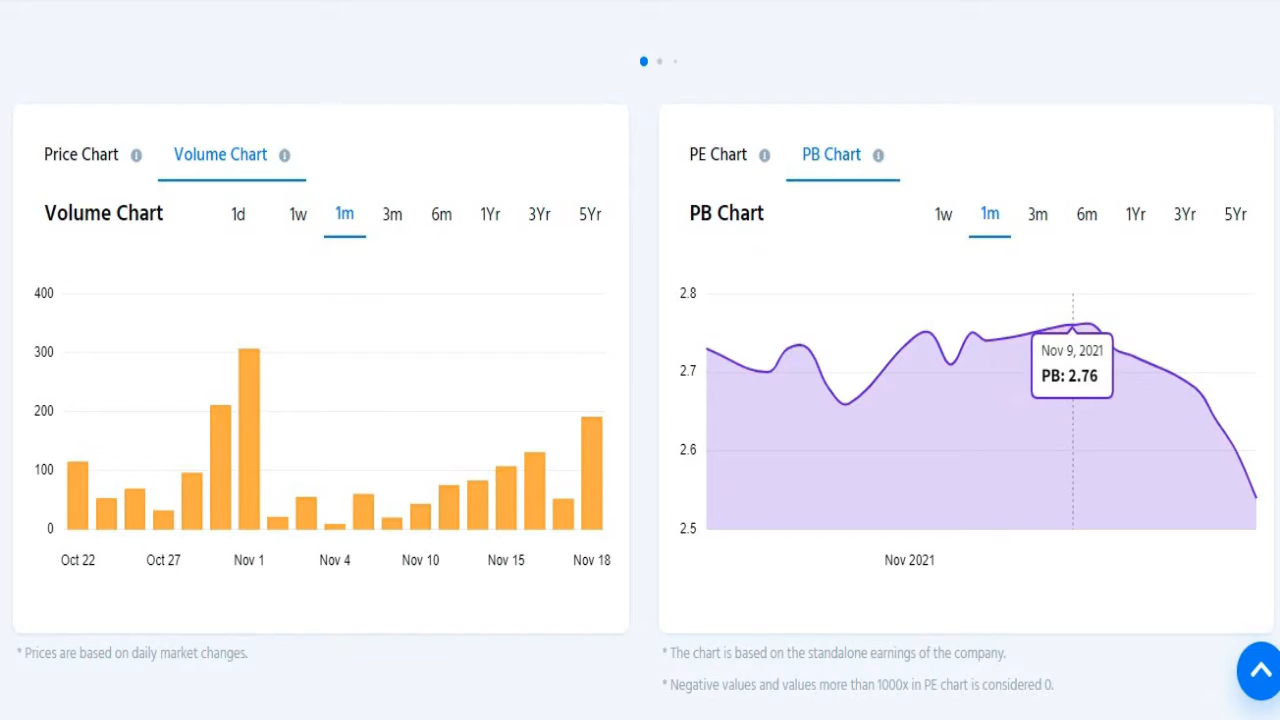 Price Chart
Volume Chart
Volume Chart
1d 1w 1m 3m 6m 1Yr 3Yr 5Yr
400
300
200
100
0
Oct 22 Oct 27 Nov 1 Nov 4 Nov 10 Nov 15 Nov 18
* Prices are based on daily market changes.
PE Chart
PB Chart
PB Chart
1w 1m 3m 6m 1Yr 3Yr 5Yr
2.8
2.7
2.6
2.5
Nov 9, 2021
PB: 2.76
Nov 2021
* The chart is based on the standalone earnings of the company.
* Negative values and values more than 1000x in PE chart is considered 0.